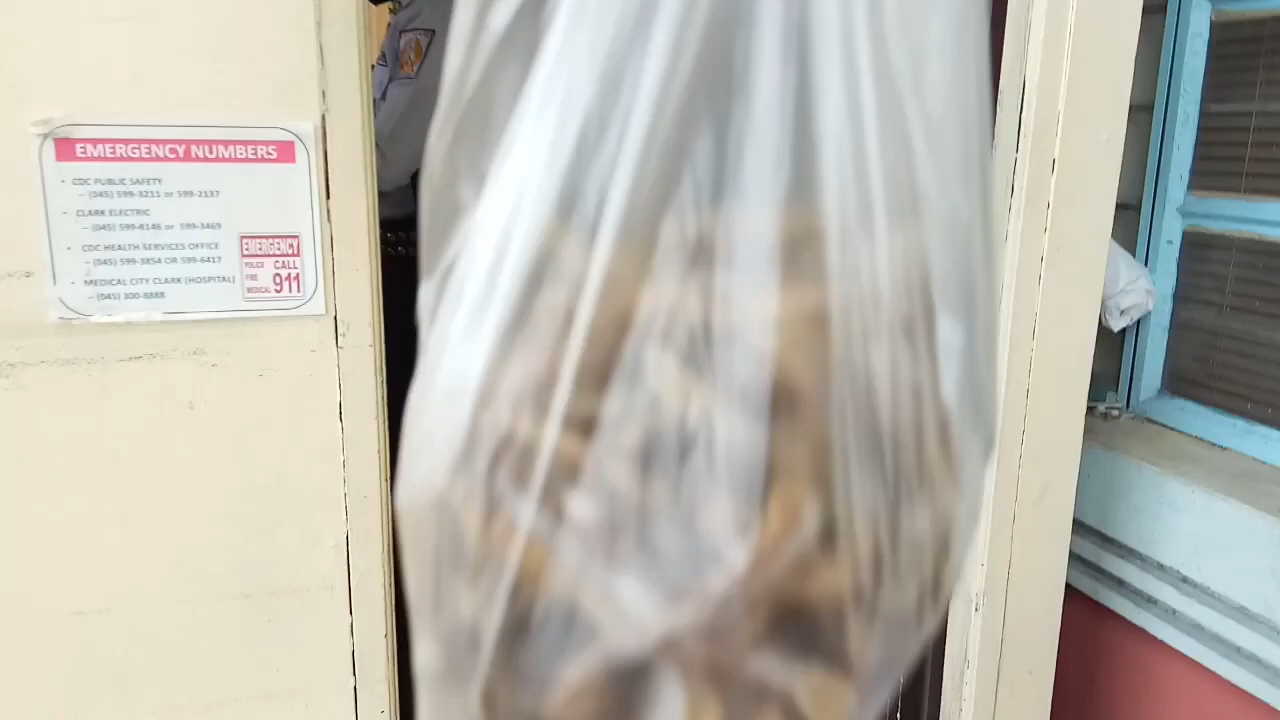 EMERGENCY NUMBERS
• CDC PUBLIC SAFETY
– (045) 599-3211 or 599-2137
• CLARK ELECTRIC
– (045) 599-8146 or 599-3469
• CDC HEALTH SERVICES OFFICE
– (045) 599-3854 OR 599-6417
• MEDICAL CITY CLARK (HOSPITAL)
– (045) 300-8888
EMERGENCY
POLICE
FIRE
MEDICAL
CALL
911